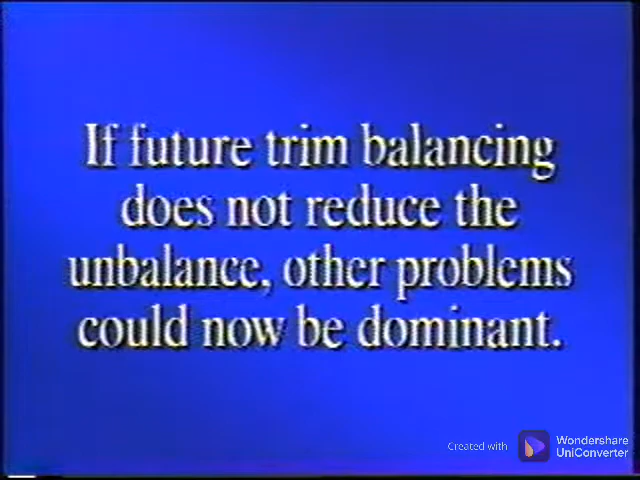 If future trim balancing
does not reduce the
unbalance, other problems
could now be dominant.
Created with
Wondershare
UniConverter